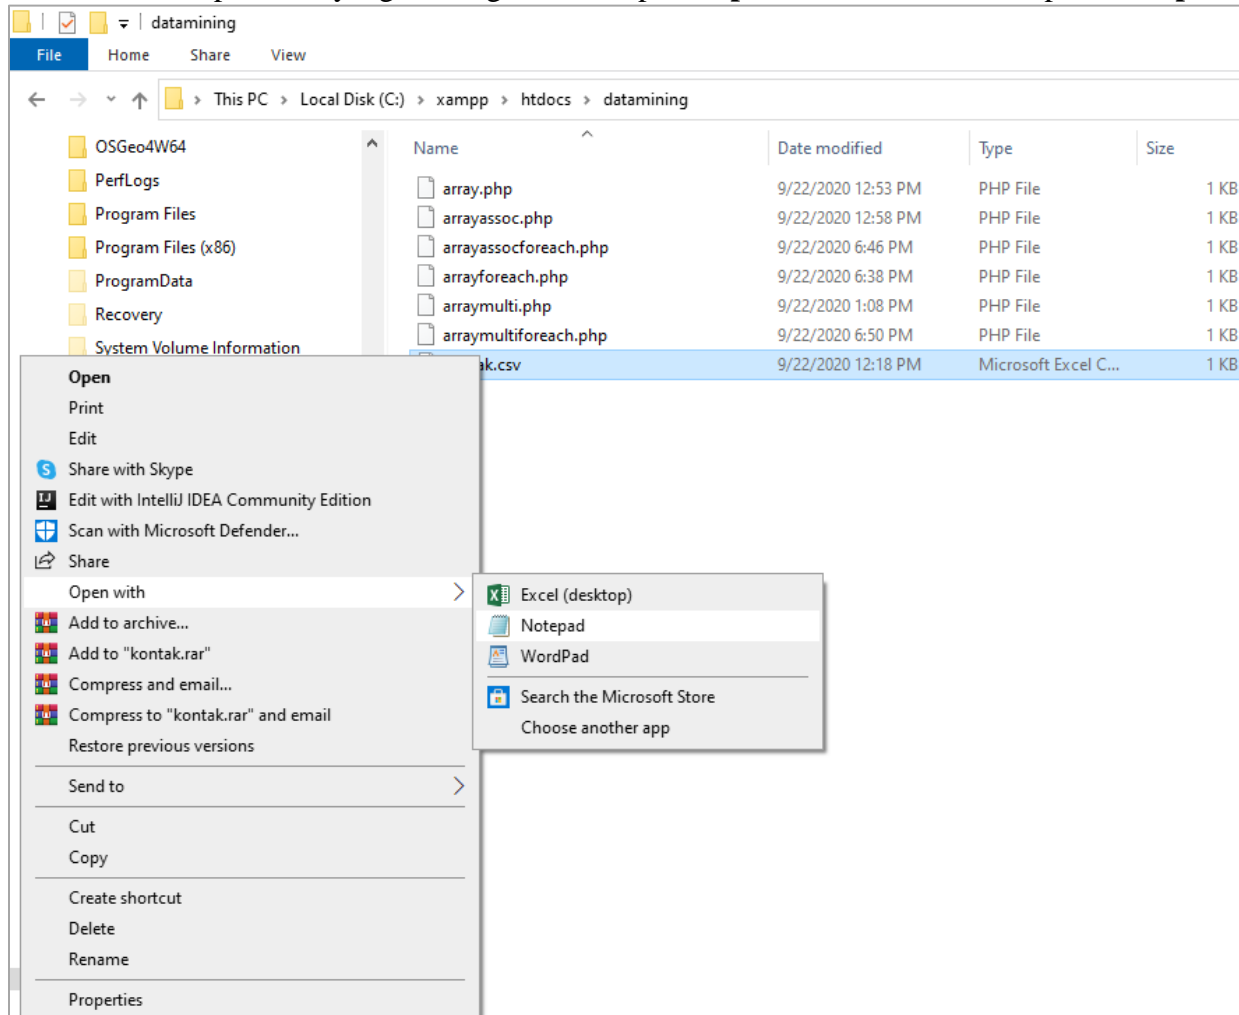 datamining
File Home Share View
This PC > Local Disk (C:) > xampp > htdocs > datamining
Name Date modified Type Size
OSGeo4W64
PerfLogs
Program Files
Program Files (x86)
ProgramData
Recovery
System Volume Information
array.php 9/22/2020 12:53 PM PHP File 1 KB
arrayassoc.php 9/22/2020 12:58 PM PHP File 1 KB
arrayassocforeach.php 9/22/2020 6:46 PM PHP File 1 KB
arrayforeach.php 9/22/2020 6:38 PM PHP File 1 KB
arraymulti.php 9/22/2020 1:08 PM PHP File 1 KB
arraymultiforeach.php 9/22/2020 6:50 PM PHP File 1 KB
ak.csv 9/22/2020 12:18 PM Microsoft Excel C... 1 KB
Open
Print
Edit
Share with Skype
Edit with IntelliJ IDEA Community Edition
Scan with Microsoft Defender...
Share
Open with
Add to archive...
Add to "kontak.rar"
Compress and email...
Compress to "kontak.rar" and email
Restore previous versions
Send to
Cut
Copy
Create shortcut
Delete
Rename
Properties
Excel (desktop)
Notepad
WordPad
Search the Microsoft Store
Choose another app